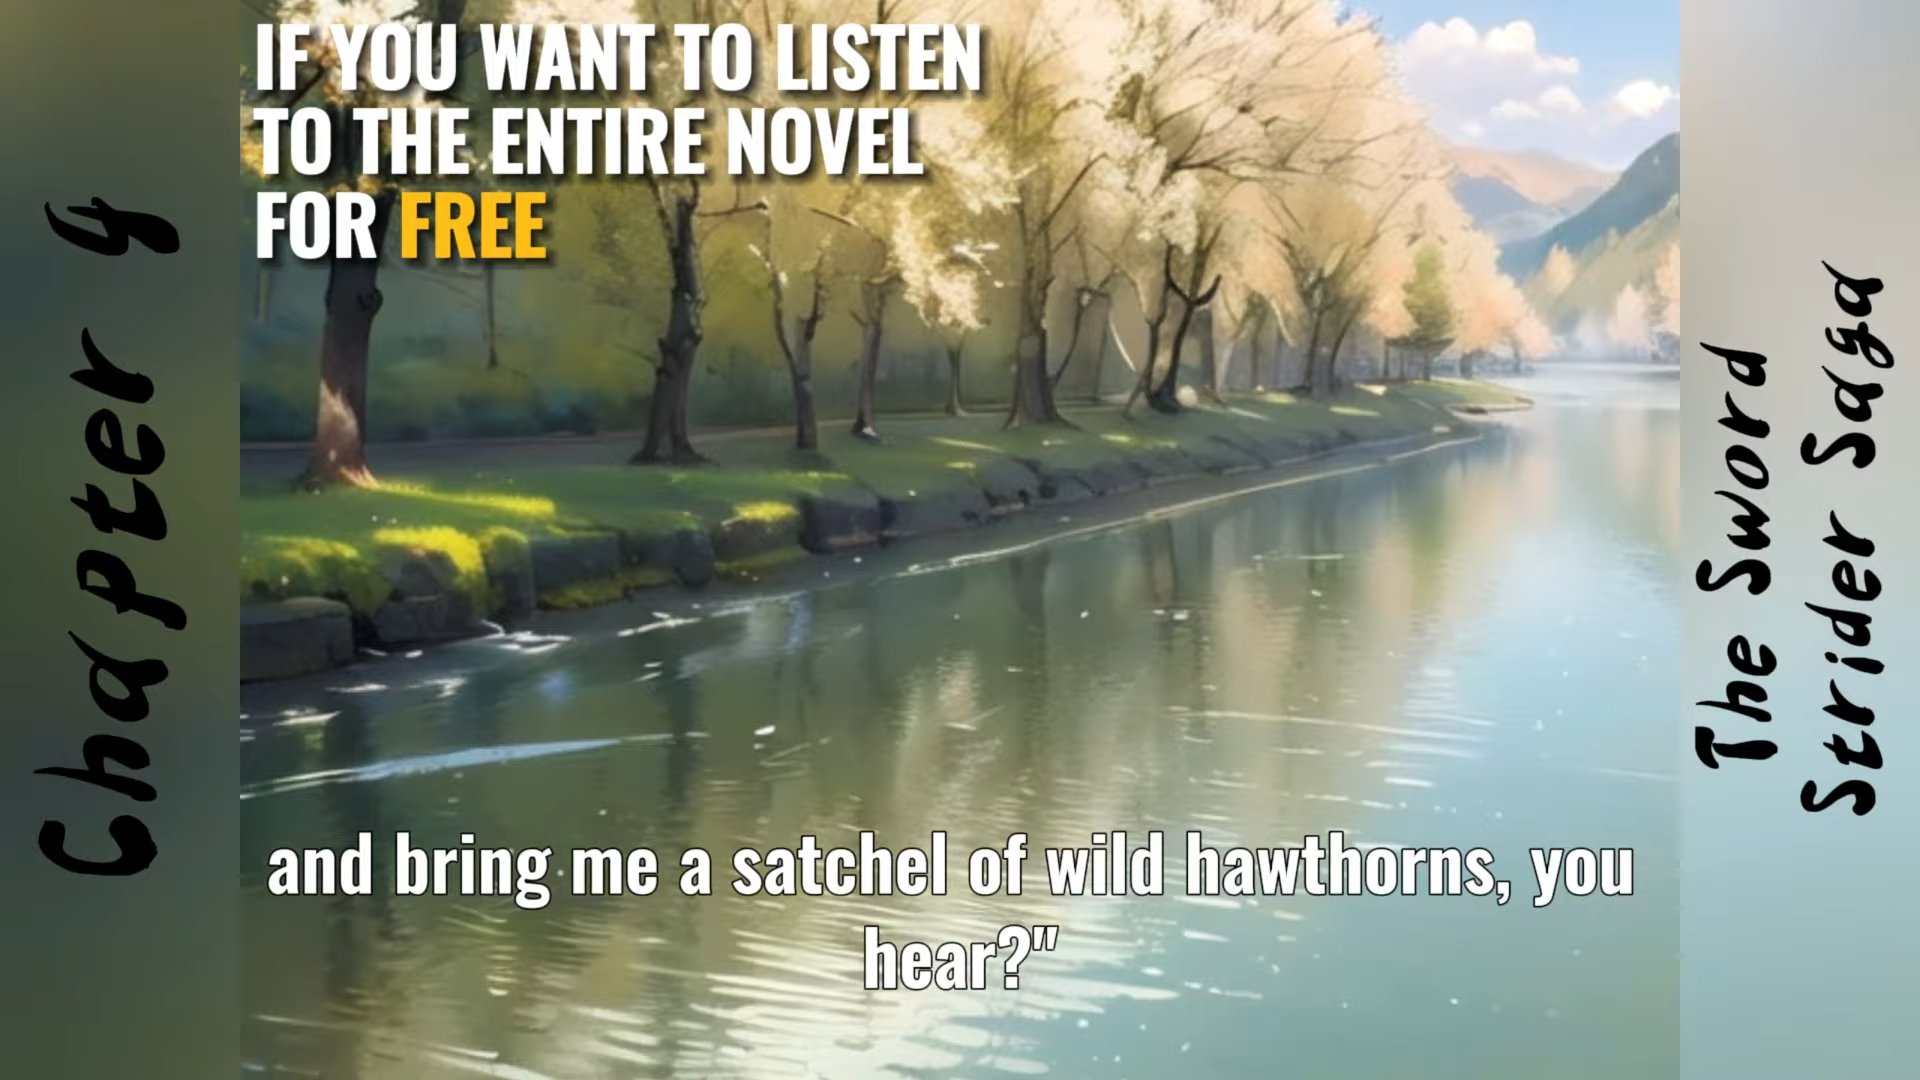 IF YOU WANT TO LISTEN
TO THE ENTIRE NOVEL
FOR FREE
Chapter 9
The Sword
Strider Saga
and bring me a satchel of wild hawthorns, you
hear?"